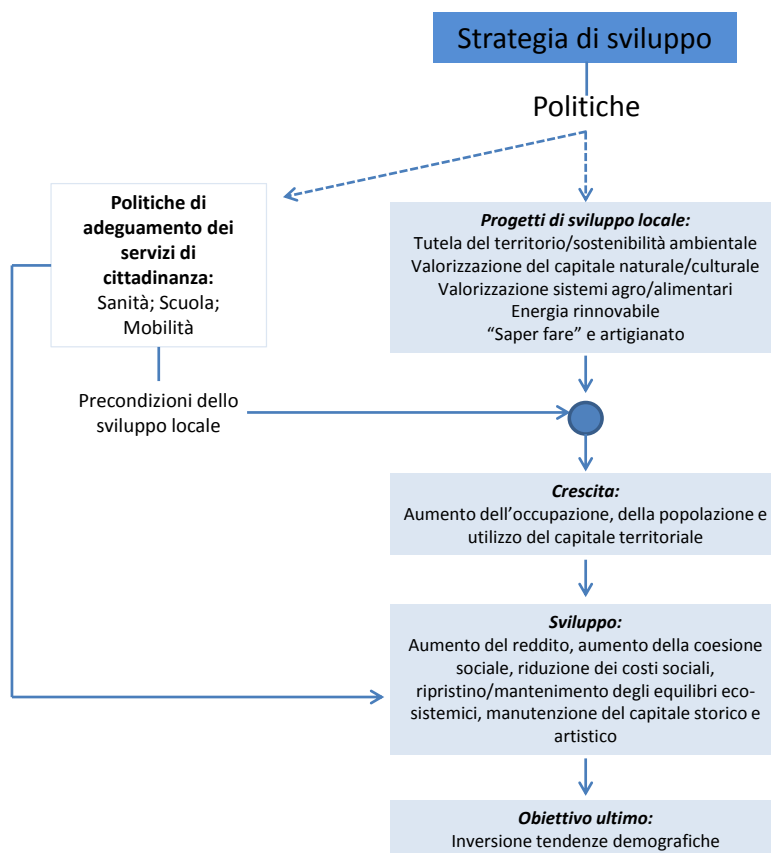 Strategia di sviluppo
Politiche
Politiche di
adeguamento dei
servizi di
cittadinanza:
Sanità; Scuola;
Mobilità
Progetti di sviluppo locale:
Tutela del territorio/sostenibilità ambientale
Valorizzazione del capitale naturale/culturale
Valorizzazione sistemi agro/alimentari
Energia rinnovabile
“Saper fare” e artigianato
Precondizioni dello
sviluppo locale
Crescita:
Aumento dell’occupazione, della popolazione e
utilizzo del capitale territoriale
Sviluppo:
Aumento del reddito, aumento della coesione
sociale, riduzione dei costi sociali,
ripristino/mantenimento degli equilibri eco-
sistemici, manutenzione del capitale storico e
artistico
Obiettivo ultimo:
Inversione tendenze demografiche